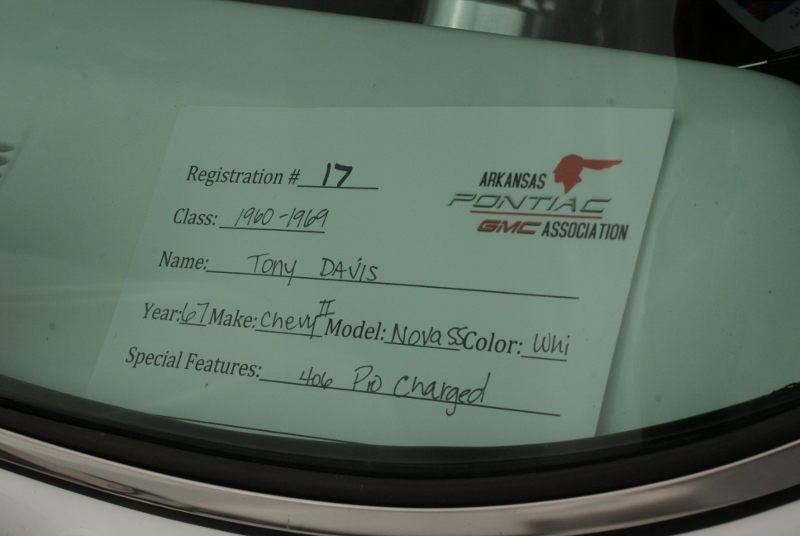 Registration # 17
Class: 1960-1969
Name: Tony DAVIS
Year: 67 Make: Chevy II Model: Nova SS Color: Whi
Special Features: 406 Pro Charged
ARKANSAS
PONTIAC
GMC ASSOCIATION